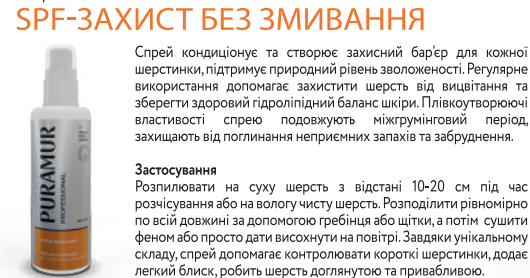 SPF-ЗАХИСТ БЕЗ ЗМИВАННЯ
Спрей кондиціонує та створює захисний бар'єр для кожної
шерстинки, підтримує природний рівень зволоженості. Регулярне
використання допомагає захистити шерсть від вицвітання та
зберегти здоровий гідроліпідний баланс шкіри. Плівкоутворюючі
властивості спрею подовжують міжгрумінговий період,
захищають від поглинання неприємних запахів та забруднення.
Застосування
Розпилювати на суху шерсть з відстані 10-20 см під час
розчісування або на вологу чисту шерсть. Розподілити рівномірно
по всій довжині за допомогою гребінця або щітки, а потім сушити
феном або просто дати висохнути на повітрі. Завдяки унікальному
складу, спрей допомагає контролювати короткі шерстинки, додає
легкий блиск, робить шерсть доглянутою та привабливою.
PURAMUR
PROFESSIONAL